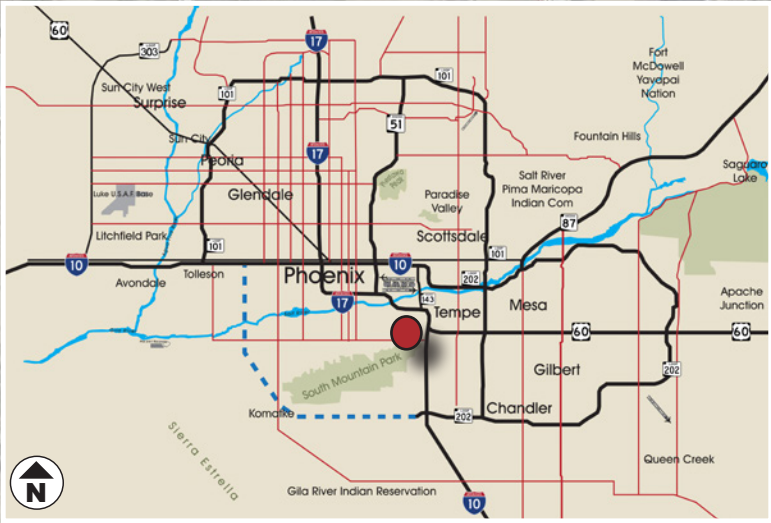 60
17
LOOP
303
Fort
McDowell
Yavapai
Nation
Sun City West
Surprise
101
101
51
Sun City
Fountain Hills
Peoria
17
Salt River
Pima Maricopa
Indian Com
Saguaro
Lake
Luke U.S.A.F. Base
Glendale
Paradise
Valley
87
Litchfield Park
Scottsdale
101
101
10
Tolleson
Phoenix
10
202
Avondale
17
143
Mesa
Apache
Junction
Tempe
60
60
South Mountain Park
Gilbert
202
Komatke
202
Chandler
Sierra Estrella
Queen Creek
N
Gila River Indian Reservation
10